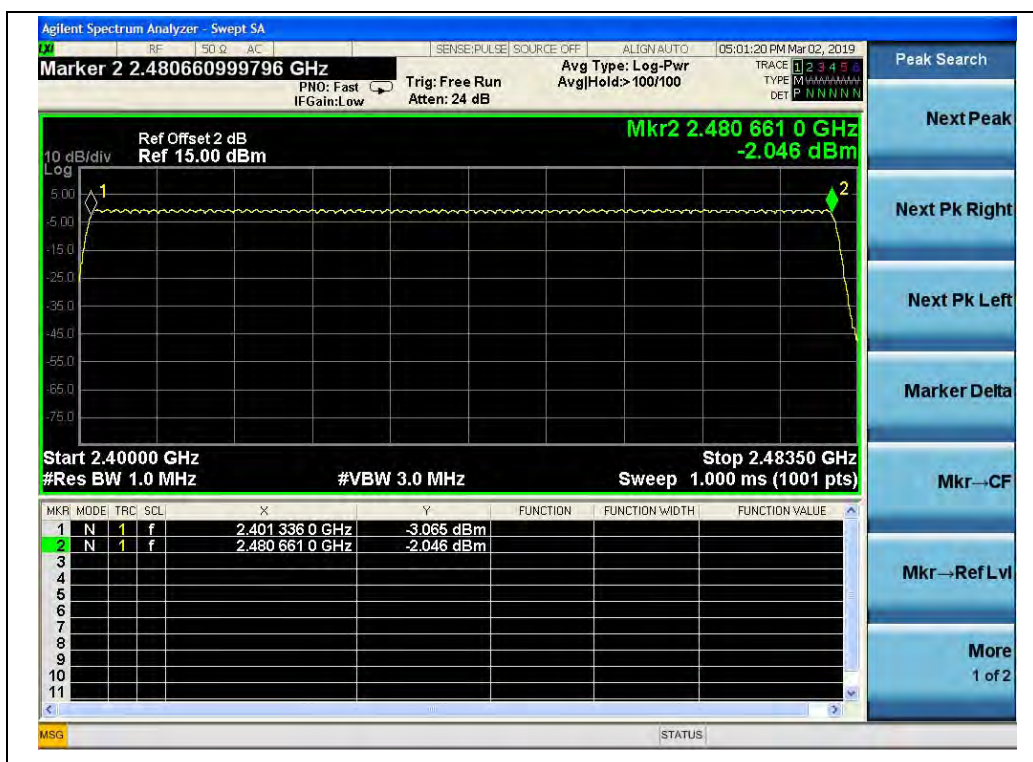 Agilent Spectrum Analyzer - Swept SA
LXI RF 50 Ω AC SENSE:PULSE SOURCE OFF ALIGN AUTO 05:01:20 PM Mar 02, 2019
Marker 2 2.480660999796 GHz
PNO: Fast
IFGain:Low
Trig: Free Run
Atten: 24 dB
Avg Type: Log-Pwr
Avg|Hold:>100/100
TRACE 1 2 3 4 5 6
TYPE M
DET P N N N N N
Peak Search
Next Peak
Next Pk Right
Next Pk Left
Marker Delta
Mkr→CF
Mkr→Ref Lvl
More
1 of 2
Mkr2 2.480 661 0 GHz
-2.046 dBm
Ref Offset 2 dB
10 dB/div Ref 15.00 dBm
Log
1
2
5.00
-5.00
-15.0
-25.0
-35.0
-45.0
-55.0
-65.0
-75.0
Start 2.40000 GHz Stop 2.48350 GHz
#Res BW 1.0 MHz #VBW 3.0 MHz Sweep 1.000 ms (1001 pts)
MKR MODE TRC SCL X Y FUNCTION FUNCTION WIDTH FUNCTION VALUE
1 N 1 f 2.401 336 0 GHz -3.065 dBm
2 N 1 f 2.480 661 0 GHz -2.046 dBm
3
4
5
6
7
8
9
10
11
MSG STATUS